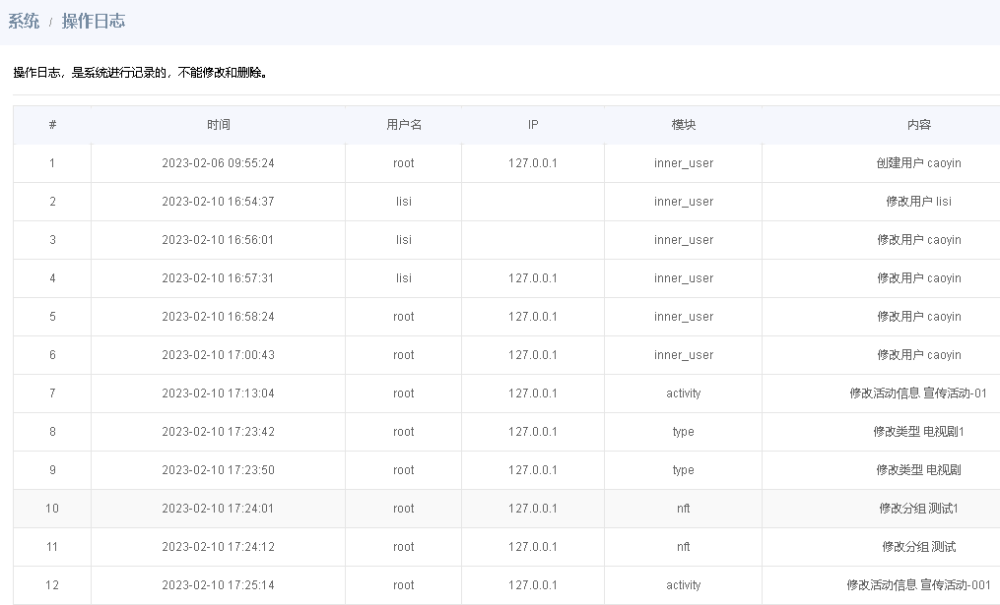 系统 / 操作日志
操作日志，是系统进行记录的，不能修改和删除。
# 时间 用户名 IP 模块 内容
1 2023-02-06 09:55:24 root 127.0.0.1 inner_user 创建用户 caoyin
2 2023-02-10 16:54:37 lisi inner_user 修改用户 lisi
3 2023-02-10 16:56:01 lisi inner_user 修改用户 caoyin
4 2023-02-10 16:57:31 lisi 127.0.0.1 inner_user 修改用户 caoyin
5 2023-02-10 16:58:24 root 127.0.0.1 inner_user 修改用户 caoyin
6 2023-02-10 17:00:43 root 127.0.0.1 inner_user 修改用户 caoyin
7 2023-02-10 17:13:04 root 127.0.0.1 activity 修改活动信息 宣传活动-01
8 2023-02-10 17:23:42 root 127.0.0.1 type 修改类型 电视剧1
9 2023-02-10 17:23:50 root 127.0.0.1 type 修改类型 电视剧
10 2023-02-10 17:24:01 root 127.0.0.1 nft 修改分组 测试1
11 2023-02-10 17:24:12 root 127.0.0.1 nft 修改分组 测试
12 2023-02-10 17:25:14 root 127.0.0.1 activity 修改活动信息 宣传活动-001